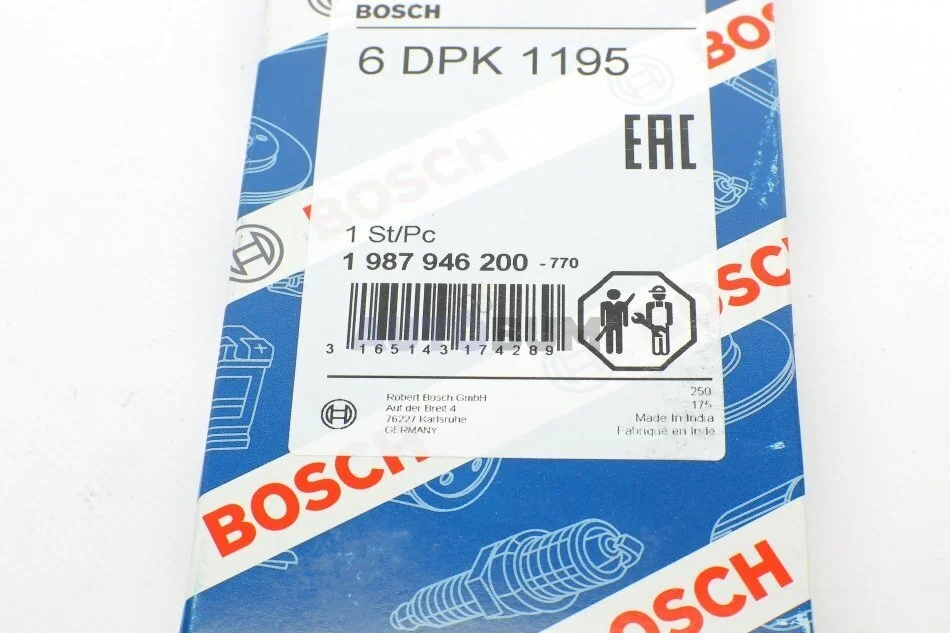 BOSCH
6 DPK 1195
BOSCH
EAC
BOSCH
1 St/Pc
1 987 946 200 - 770
3 165143 174289
BOSCH
Robert Bosch GmbH
Auf der Breit 4
76227 Karlsruhe
GERMANY
250
175
Made in India
Fabriqué en Inde
BOSCH
BOSCH